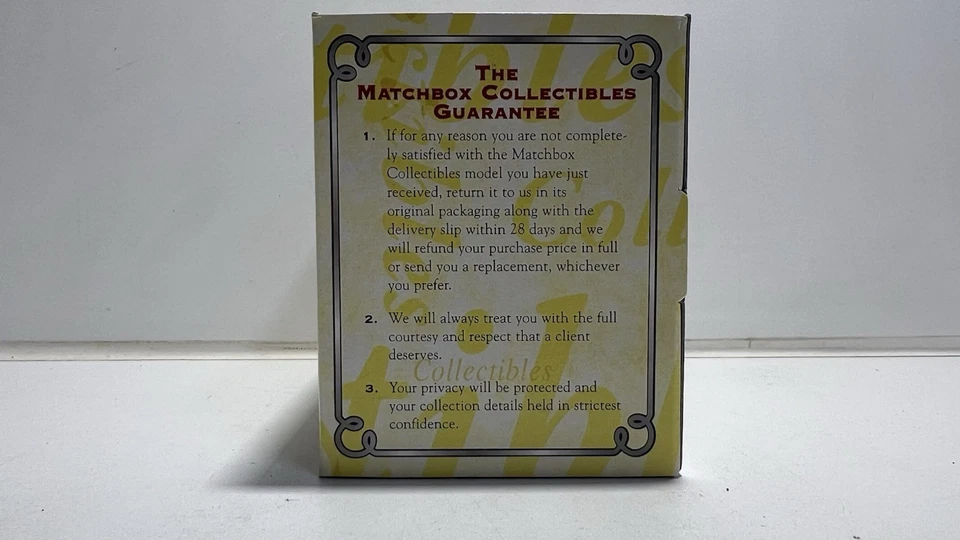 THE
MATCHBOX COLLECTIBLES
GUARANTEE
1. If for any reason you are not complete-
ly satisfied with the Matchbox
Collectibles model you have just
received, return it to us in its
original packaging along with the
delivery slip within 28 days and we
will refund your purchase price in full
or send you a replacement, whichever
you prefer.
2. We will always treat you with the full
courtesy and respect that a client
deserves.
Collectibles
3. Your privacy will be protected and
your collection details held in strictest
confidence.